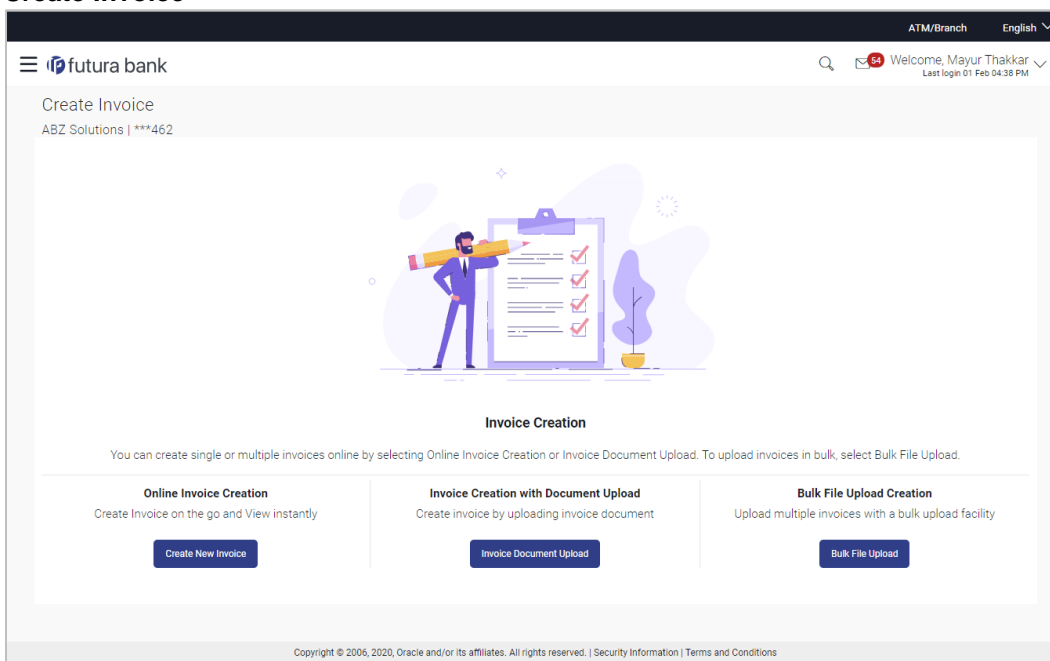 ATM/Branch English
futura bank
54
Welcome, Mayur Thakkar
Last login 01 Feb 04:38 PM
Create Invoice
ABZ Solutions | ***462
Invoice Creation
You can create single or multiple invoices online by selecting Online Invoice Creation or Invoice Document Upload. To upload invoices in bulk, select Bulk File Upload.
Online Invoice Creation
Create Invoice on the go and View instantly
Create New Invoice
Invoice Creation with Document Upload
Create invoice by uploading invoice document
Invoice Document Upload
Bulk File Upload Creation
Upload multiple invoices with a bulk upload facility
Bulk File Upload
Copyright © 2006, 2020, Oracle and/or its affiliates. All rights reserved. | Security Information | Terms and Conditions